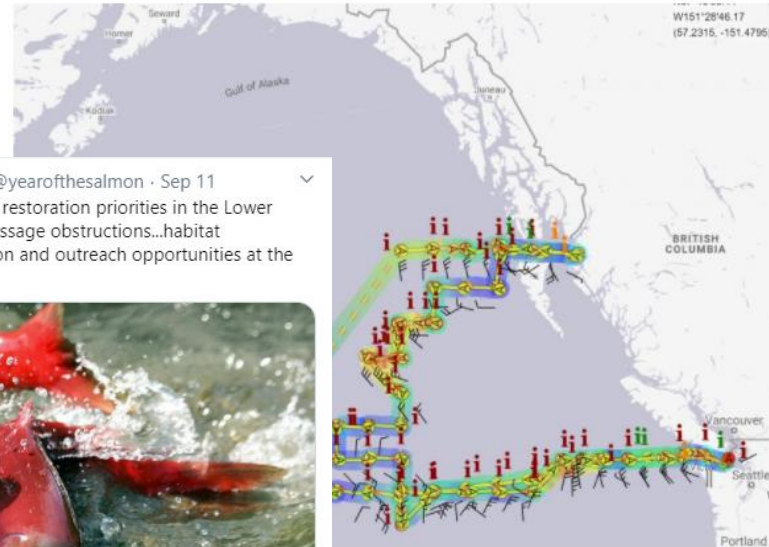 W151°28'46.17
(57.2315, -151.4795)
Seward
Homer
Kodiak
Gulf of Alaska
Juneau
@yearofthesalmon · Sep 11
restoration priorities in the Lower
ssage obstructions...habitat
on and outreach opportunities at the
BRITISH
COLUMBIA
Vancouver
Seattle
Portland